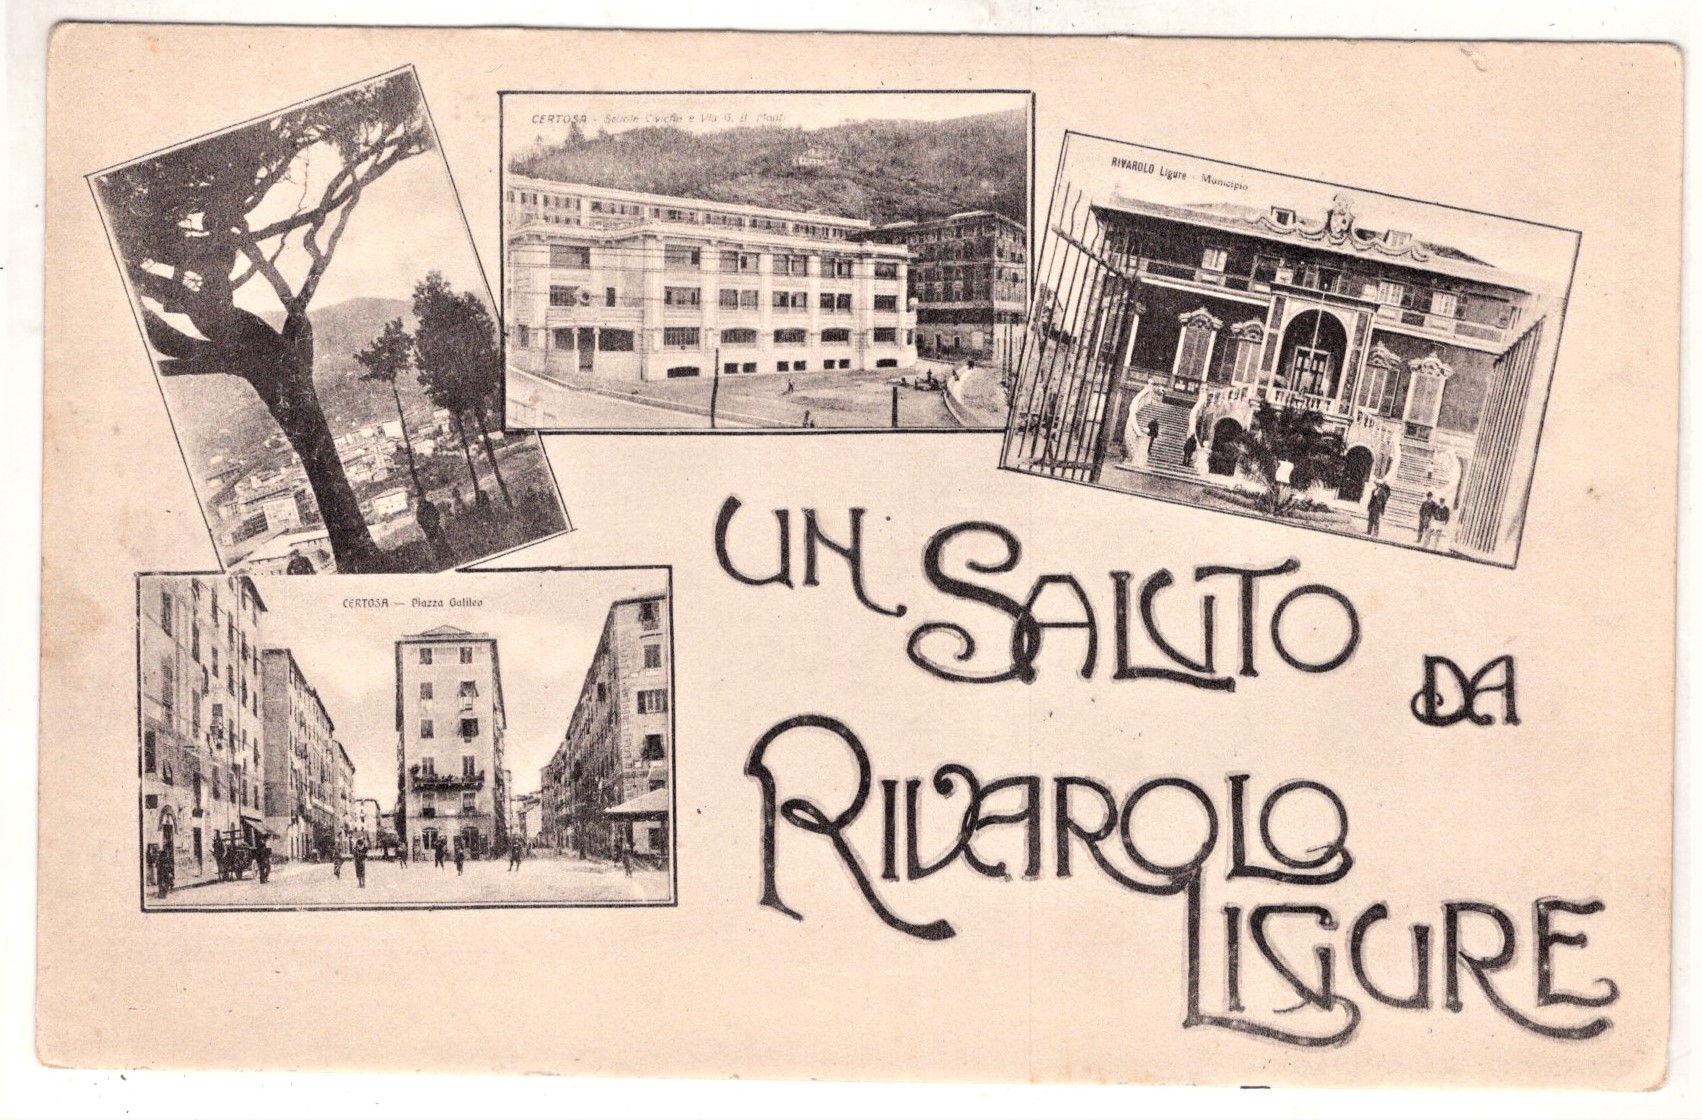 CERTOSA - Scuole Civiche e Via G. B. Monti
RIVAROLO Ligure - Municipio
CERTOSA — Piazza Galileo
UN SALUTO
DA
RIVAROLO
LIGURE